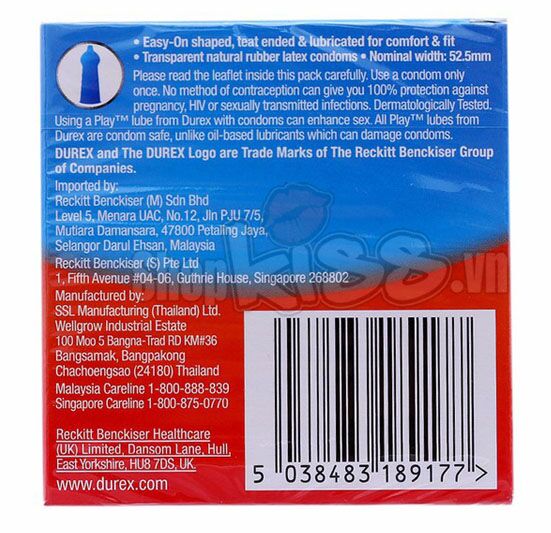 • Easy-On shaped, teat ended & lubricated for comfort & fit
• Transparent natural rubber latex condoms • Nominal width: 52.5mm
Please read the leaflet inside this pack carefully. Use a condom only
once. No method of contraception can give you 100% protection against
pregnancy, HIV or sexually transmitted infections. Dermatologically Tested.
Using a Play™ lube from Durex with condoms can enhance sex. All Play™ lubes from
Durex are condom safe, unlike oil-based lubricants which can damage condoms.
DUREX and The DUREX Logo are Trade Marks of The Reckitt Benckiser Group
of Companies.
Imported by:
Reckitt Benckiser (M) Sdn Bhd
Level 5, Menara UAC, No.12, Jln PJU 7/5,
Mutiara Damansara, 47800 Petaling Jaya,
Selangor Darul Ehsan, Malaysia
Reckitt Benckiser (S) Pte Ltd
1, Fifth Avenue #04-06, Guthrie House, Singapore 268802
shopkiss.vn
Manufactured by:
SSL Manufacturing (Thailand) Ltd.
Wellgrow Industrial Estate
100 Moo 5 Bangna-Trad RD KM#36
Bangsamak, Bangpakong
Chachoengsao (24180) Thailand
Malaysia Careline 1-800-888-839
Singapore Careline 1-800-875-0770
Reckitt Benckiser Healthcare
(UK) Limited, Dansom Lane, Hull,
East Yorkshire, HU8 7DS, UK.
www.durex.com
5 038483 189177 >